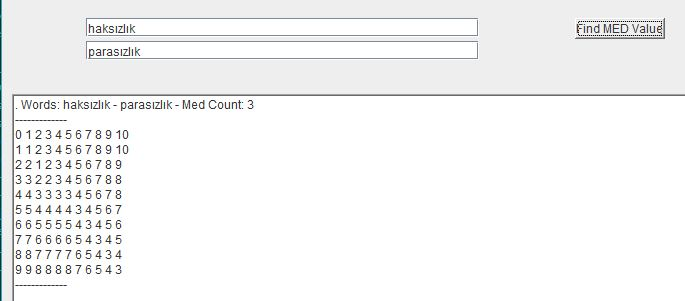 haksızlık
Find MED Value
parasızlık
. Words: haksızlık - parasızlık - Med Count: 3
-------------
0 1 2 3 4 5 6 7 8 9 10
1 1 2 3 4 5 6 7 8 9 10
2 2 1 2 3 4 5 6 7 8 9
3 3 2 2 3 4 5 6 7 8 8
4 4 3 3 3 3 4 5 6 7 8
5 5 4 4 4 4 3 4 5 6 7
6 6 5 5 5 5 4 3 4 5 6
7 7 6 6 6 6 5 4 3 4 5
8 8 7 7 7 7 6 5 4 3 4
9 9 8 8 8 8 7 6 5 4 3
-------------